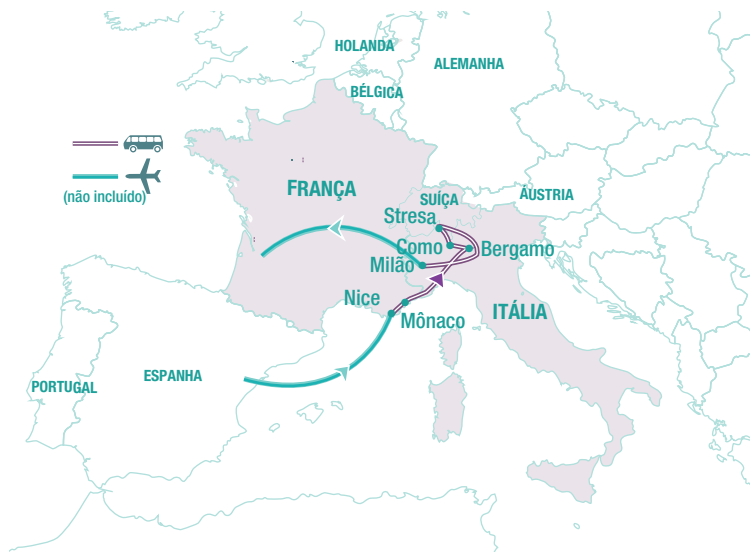 HOLANDA
ALEMANHA
BÉLGICA
(não incluído)
FRANÇA
SUÍÇA
ÁUSTRIA
Stresa
Como
Bergamo
Milão
Nice
Mônaco
ITÁLIA
ESPANHA
PORTUGAL